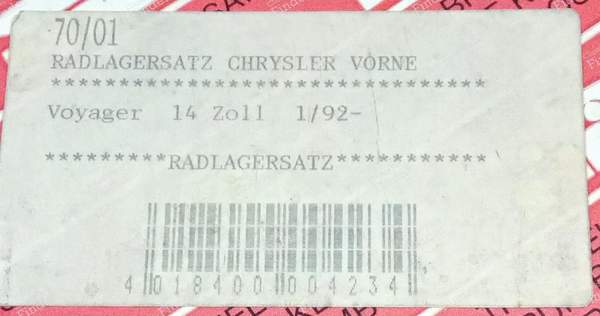 70/01
RADLAGERSATZ CHRYSLER VORNE
*********************************
Voyager 14 Zoll 1/92-
*********RADLAGERSATZ***********
4 018400 004234